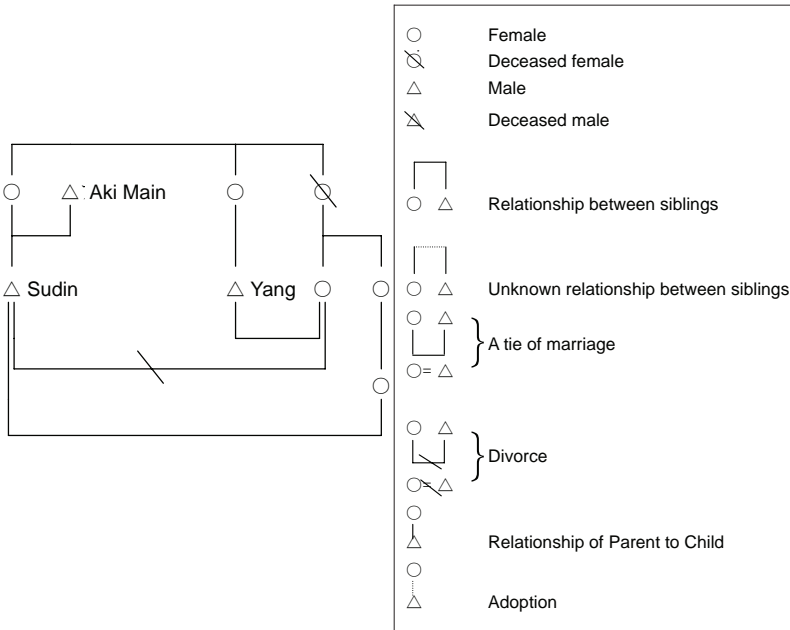 Aki Main
Sudin
Yang
Female
Deceased female
Male
Deceased male
Relationship between siblings
Unknown relationship between siblings
A tie of marriage
=
Divorce
=
Relationship of Parent to Child
Adoption